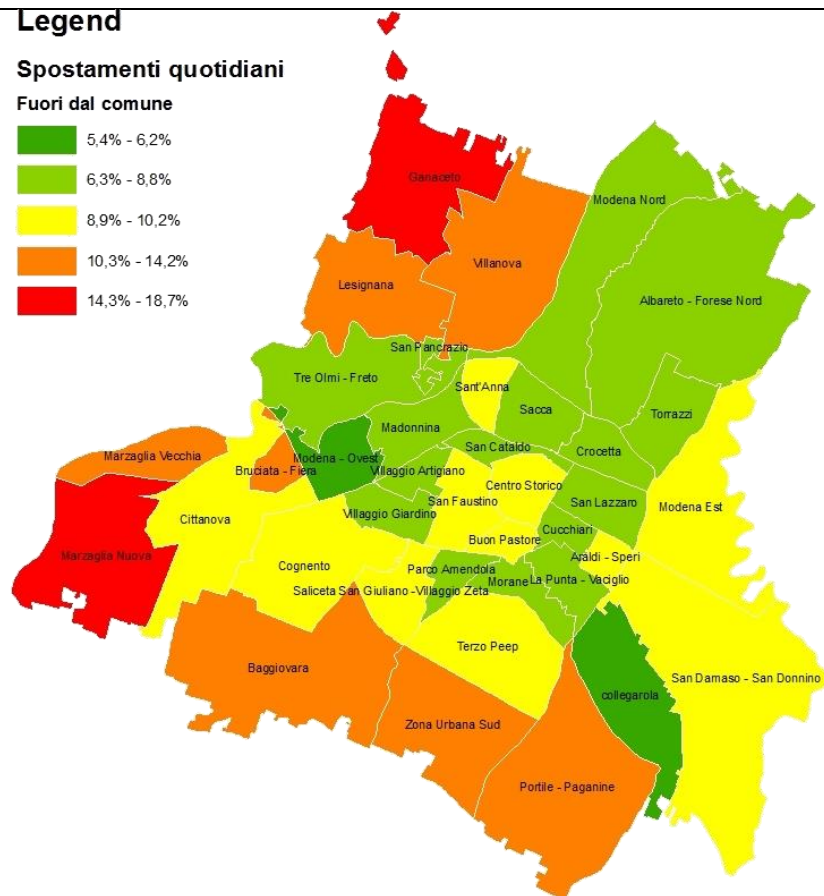 Legend
Spostamenti quotidiani
Fuori dal comune
5,4% - 6,2%
6,3% - 8,8%
8,9% - 10,2%
10,3% - 14,2%
14,3% - 18,7%
Ganaceto
Modena Nord
Villanova
Lesignana
Albareto - Forese Nord
San Pancrazio
Tre Olmi - Freto
Sant'Anna
Sacca
Torrazzi
Madonnina
San Cataldo
Crocetta
Marzaglia Vecchia
Modena - Ovest
Bruciata - Fiera
Villaggio Artigiano
Centro Storico
San Faustino
San Lazzaro
Modena Est
Villaggio Giardino
Cittanova
Cucchiari
Buon Pastore
Marzaglia Nuova
Araldi - Speri
Cognento
Parco Amendola
Morane
La Punta - Vaciglio
Saliceta San Giuliano - Villaggio Zeta
Terzo Peep
Baggiovara
San Damaso - San Donnino
collegarola
Zona Urbana Sud
Portile - Paganine